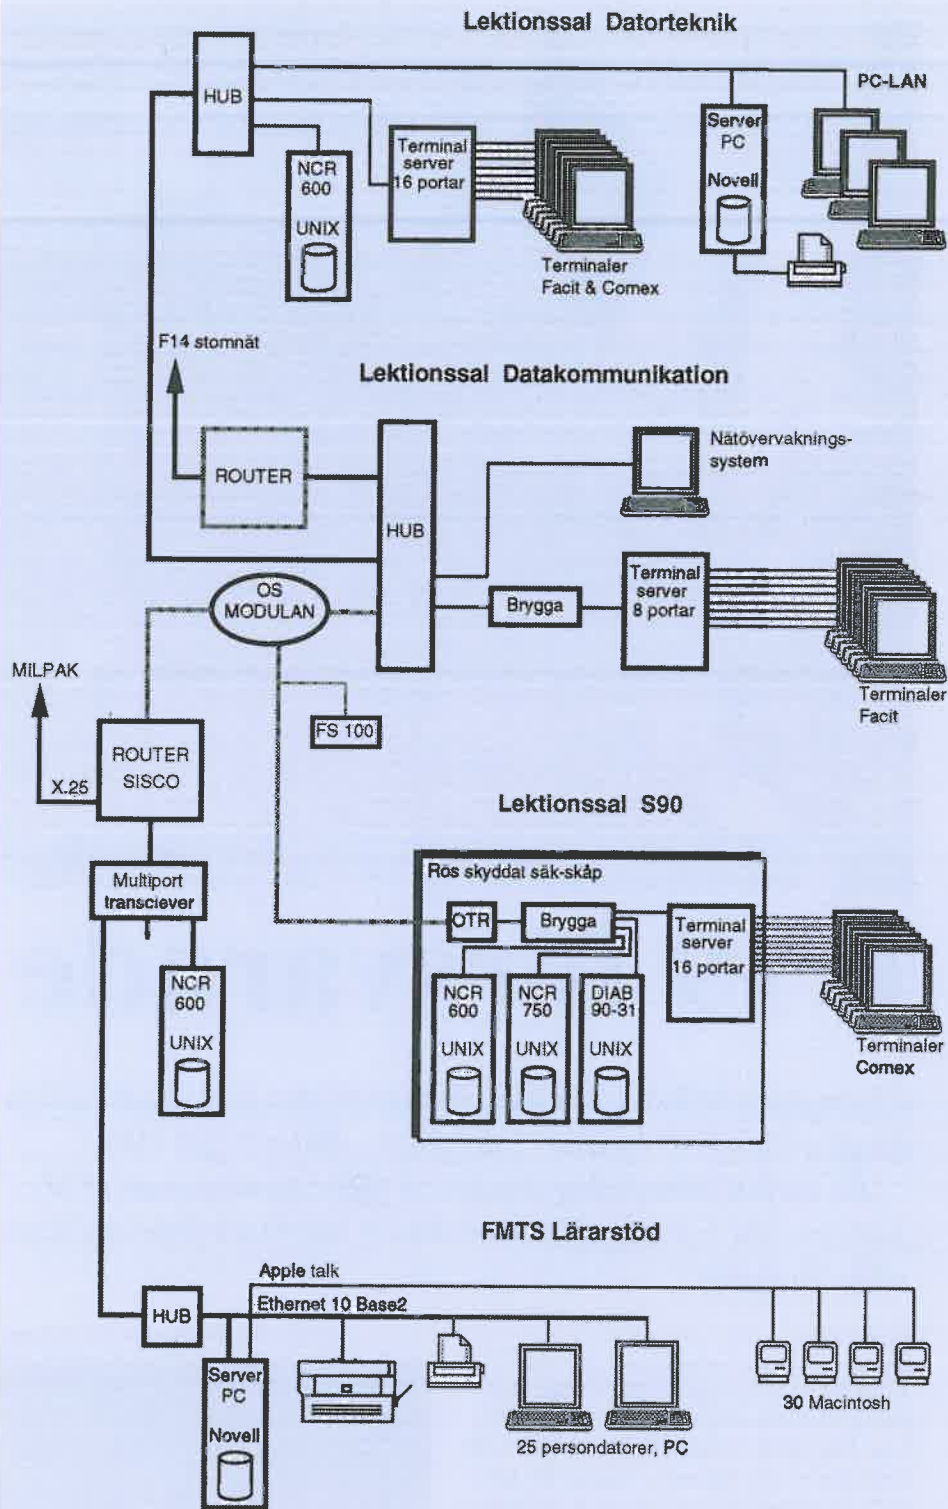 Lektionssal Datorteknik
HUB
PC-LAN
Server
PC
Novell
Terminal
server
16 portar
NCR
600
UNIX
Terminaler
Facit & Comex
F14 stomnät
Lektionssal Datakommunikation
ROUTER
HUB
Nätövervaknings-
system
OS
MODULAN
Brygga
Terminal
server
8 portar
Terminaler
Facit
MILPAK
FS 100
X.25
ROUTER
SISCO
Lektionssal S90
Rös skyddat säk-skåp
Multiport
transciever
OTR
Brygga
Terminal
server
16 portar
NCR
600
UNIX
NCR
600
UNIX
NCR
750
UNIX
DIAB
90-31
UNIX
Terminaler
Comex
FMTS Lärarstöd
Apple talk
Ethernet 10 Base2
HUB
Server
PC
Novell
25 persondatorer, PC
30 Macintosh